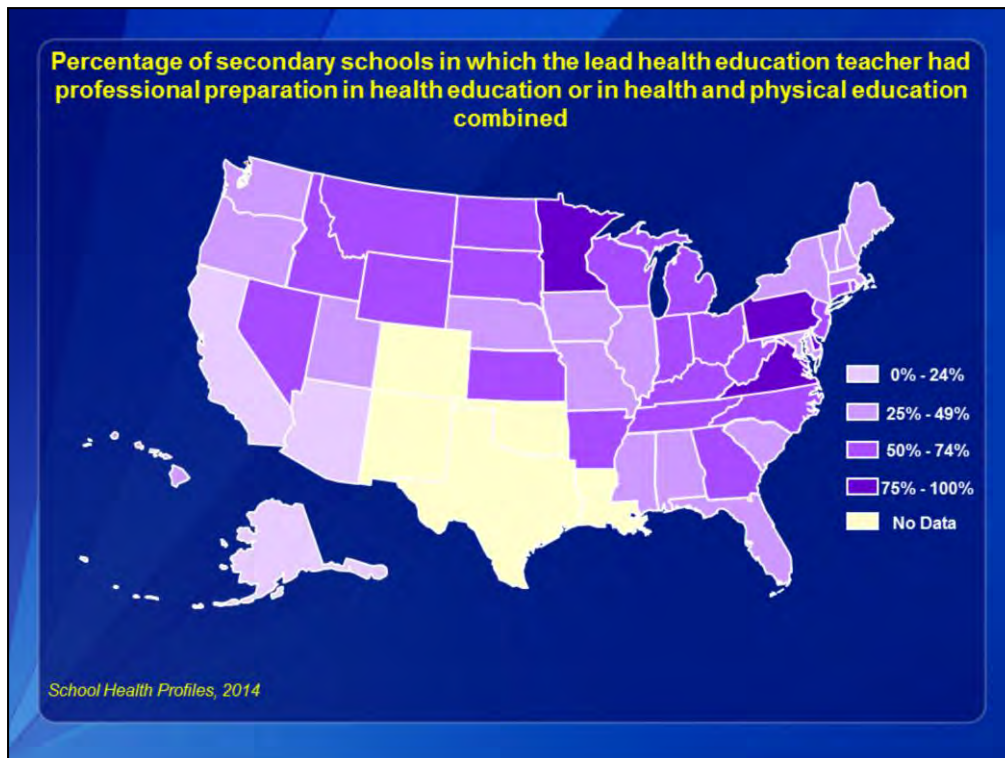 Percentage of secondary schools in which the lead health education teacher had
professional preparation in health education or in health and physical education
combined
0% - 24%
25% - 49%
50% - 74%
75% - 100%
No Data
School Health Profiles, 2014